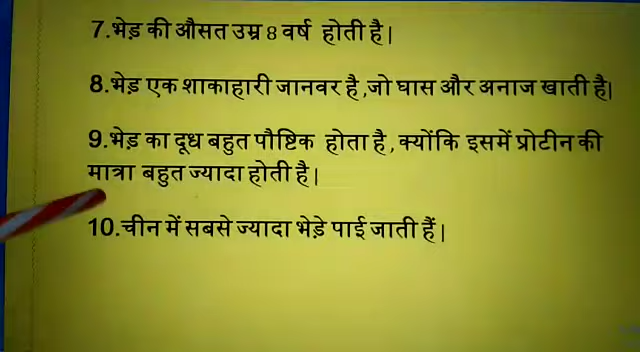 7.भेड़ की औसत उम्र 8 वर्ष होती है|
8.भेड़ एक शाकाहारी जानवर है,जो घास और अनाज खाती है|
9.भेड़ का दूध बहुत पौष्टिक होता है, क्योंकि इसमें प्रोटीन की
मात्रा बहुत ज्यादा होती है|
10.चीन में सबसे ज्यादा भेड़े पाई जाती हैं|